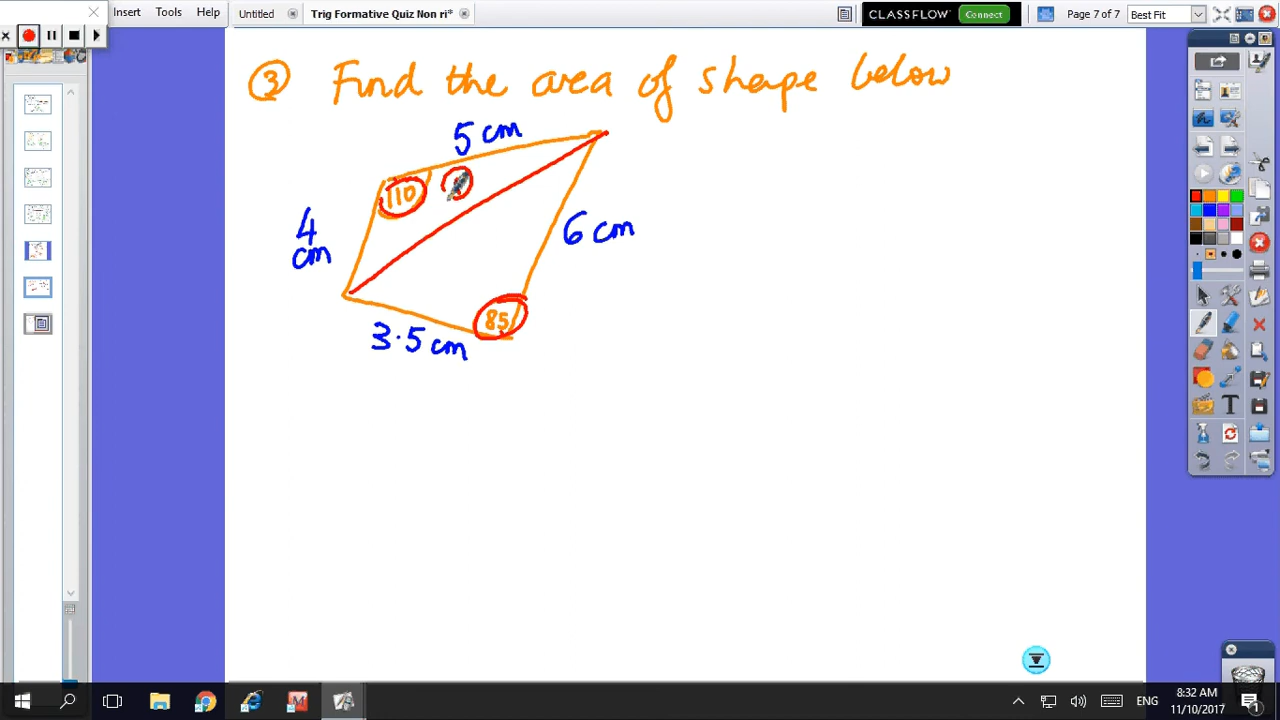 Insert Tools Help
Untitled
Trig Formative Quiz Non ri*
CLASSFLOW Connect
Page 7 of 7
Best Fit
③ Find the area of shape below
5 cm
110
4
cm
6 cm
85
3.5 cm
ENG
8:32 AM
11/10/2017
1